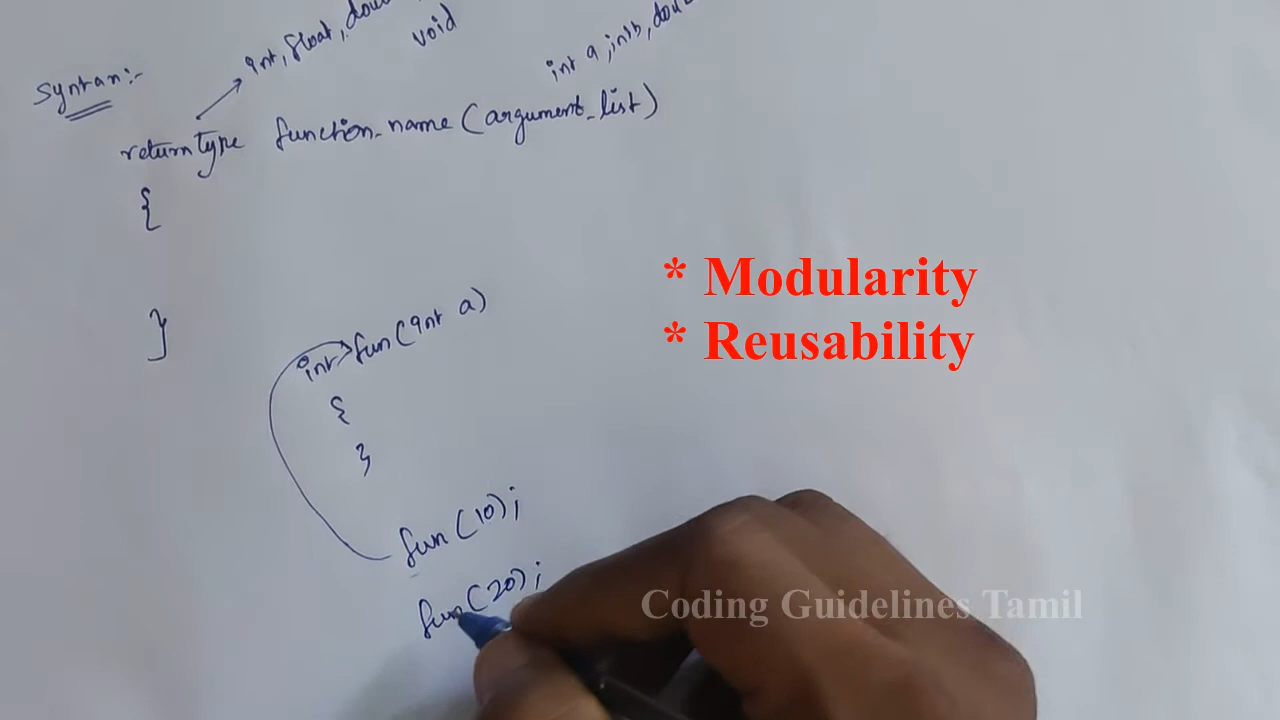 int, float, dou
void
Syntax:-
int a, int b, dou
returntype function_name (argument_list)
{
}
* Modularity
* Reusability
int fun(int a)
{
}
fun(10);
fun(20);
Coding Guidelines Tamil